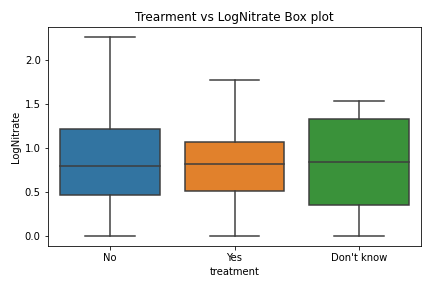 Trearment vs LogNitrate Box plot
2.0
1.5
1.0
0.5
0.0
LogNitrate
No Yes Don't know
treatment